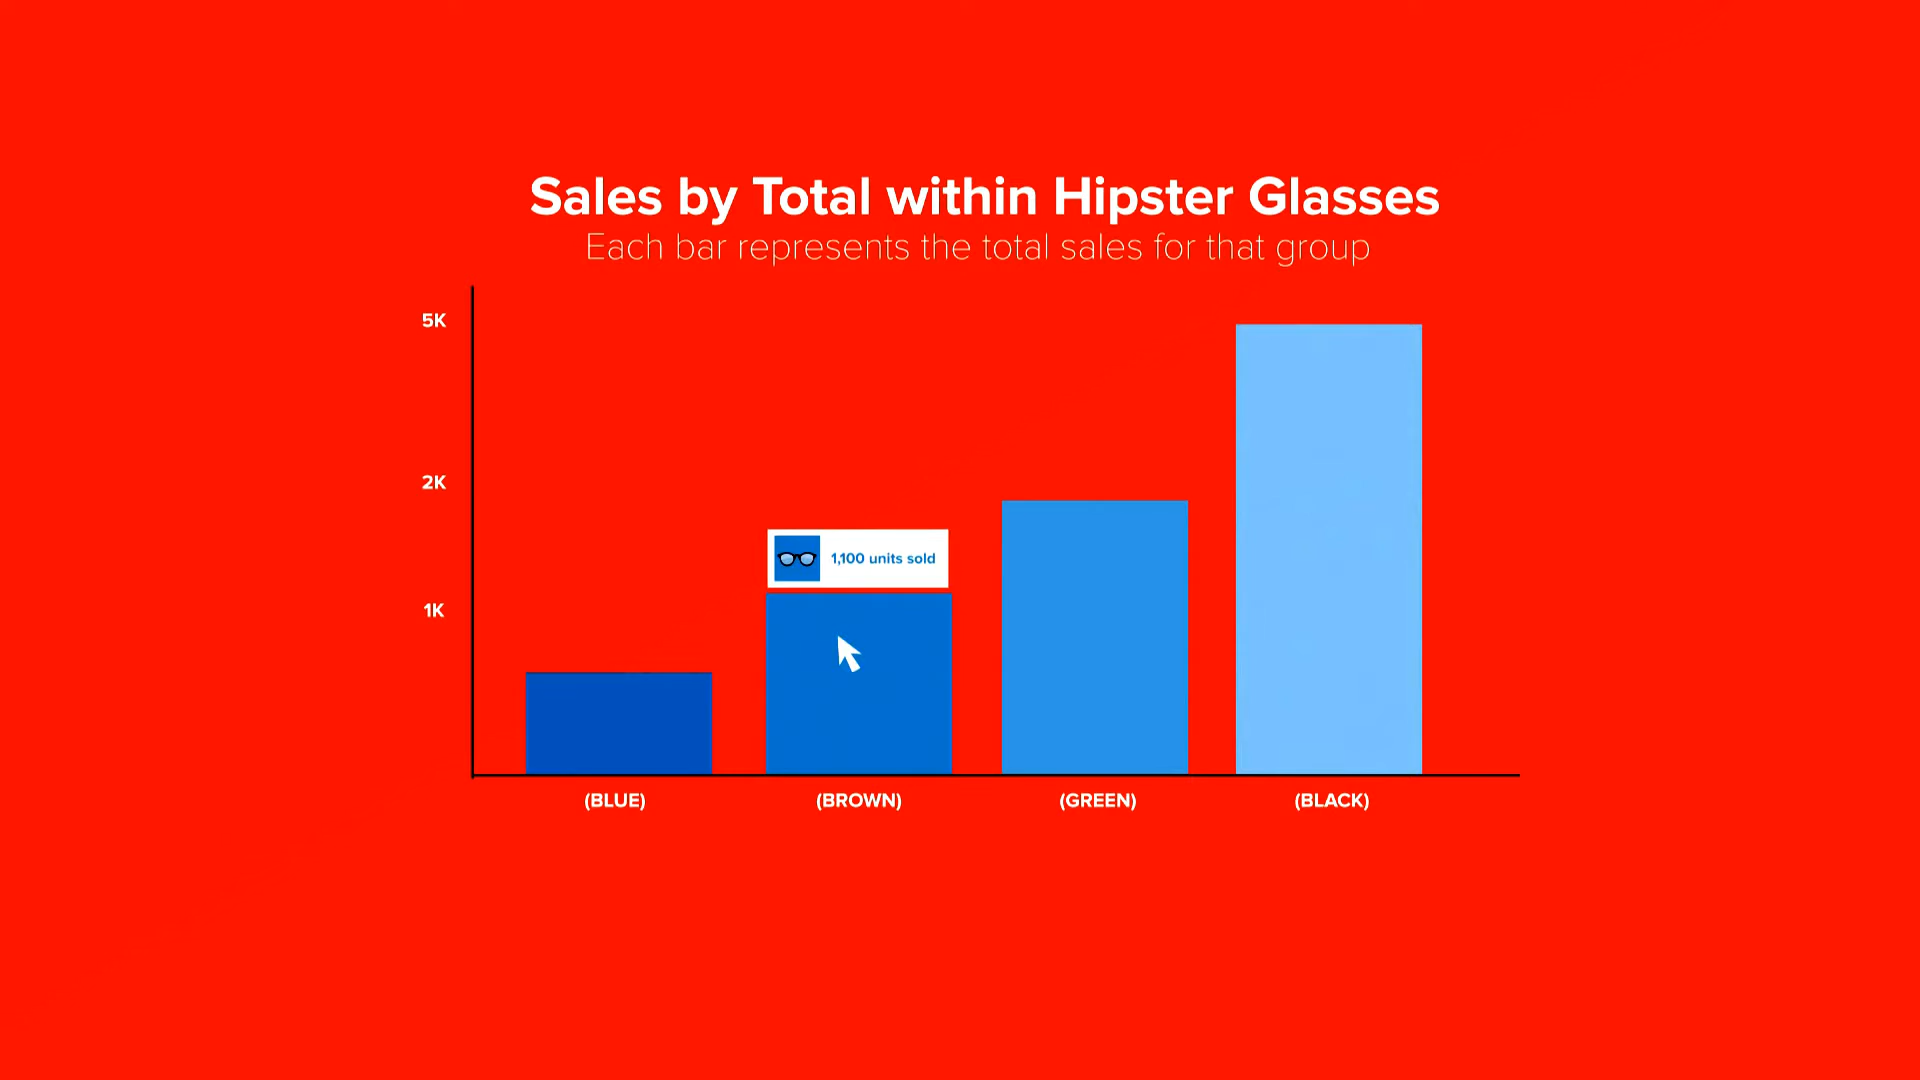 Sales by Total within Hipster Glasses
Each bar represents the total sales for that group
5K
2K
1K
1,100 units sold
(BLUE) (BROWN) (GREEN) (BLACK)